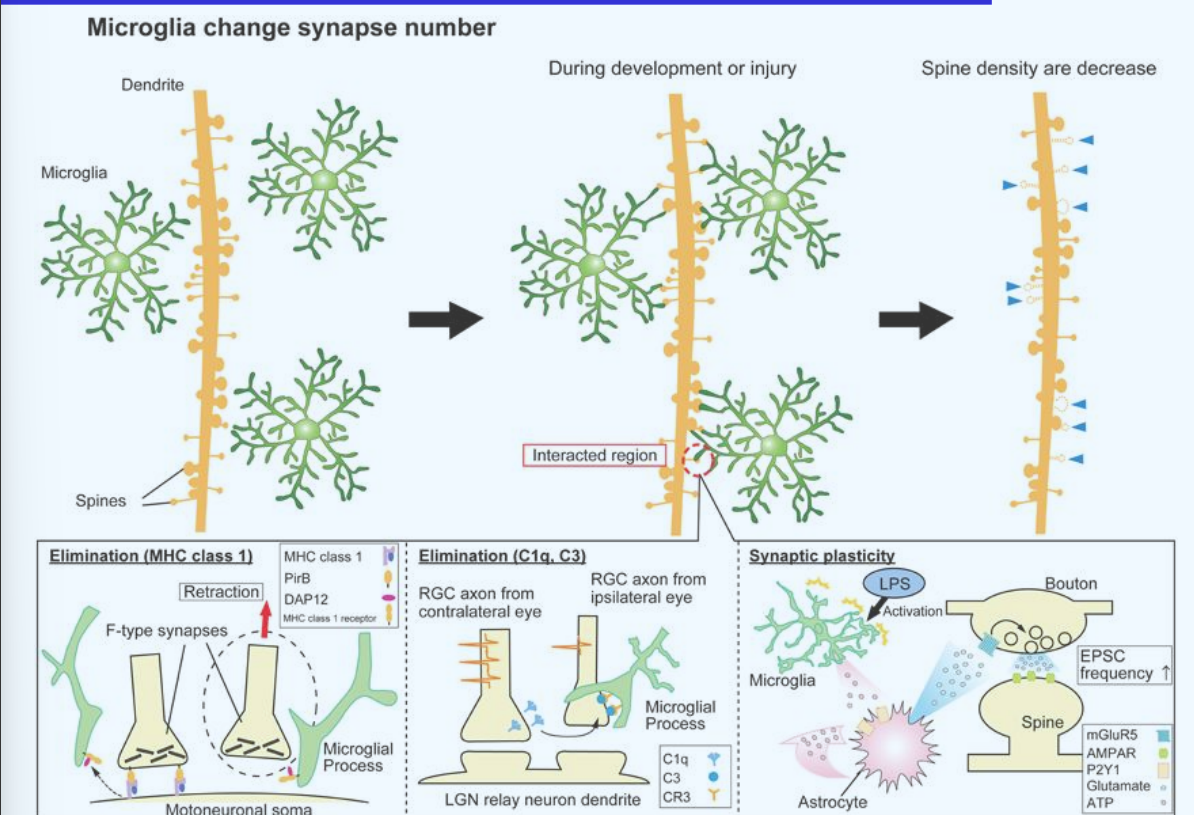 Microglia change synapse number
Dendrite
Microglia
Spines
During development or injury
Interacted region
Spine density are decrease
Elimination (MHC class 1)
MHC class 1
PirB
DAP12
MHC class 1 receptor
Retraction
F-type synapses
Microglial
Process
Motoneuronal soma
Elimination (C1q, C3)
RGC axon from
contralateral eye
RGC axon from
ipsilateral eye
Microglial
Process
C1q
C3
CR3
LGN relay neuron dendrite
Synaptic plasticity
LPS
Activation
Microglia
Astrocyte
Bouton
EPSC
frequency ↑
Spine
mGluR5
AMPAR
P2Y1
Glutamate
ATP